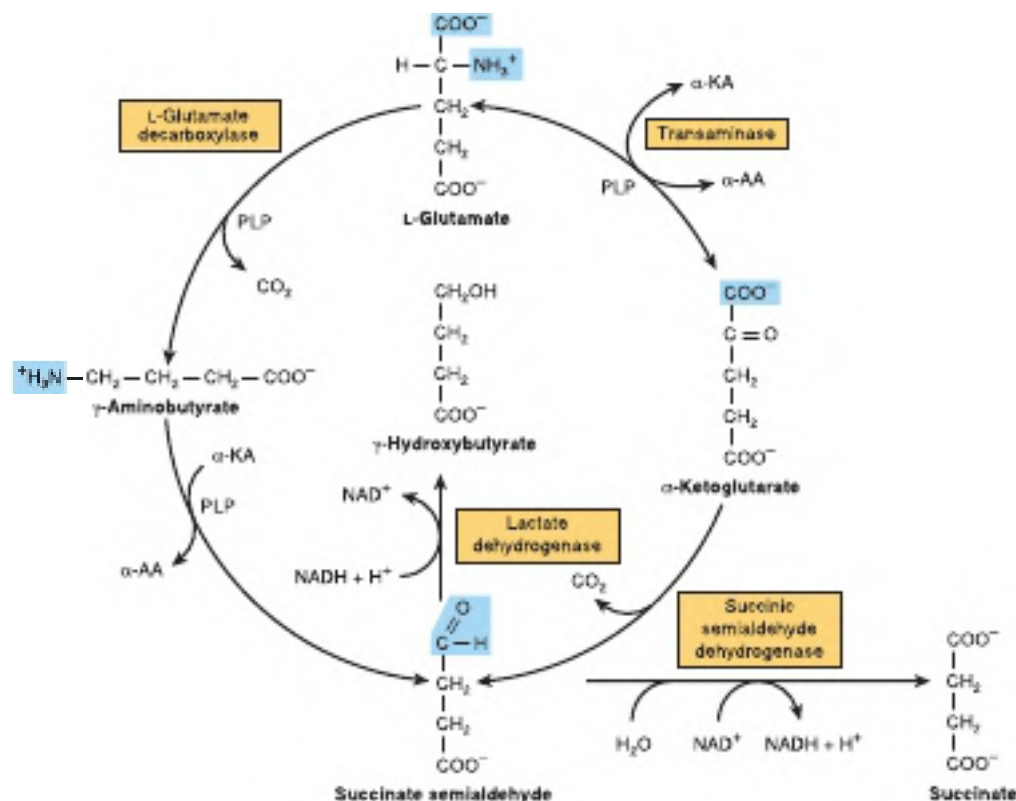 COO⁻
H — C — NH₃⁺
CH₂
CH₂
COO⁻
L-Glutamate
L-Glutamate
decarboxylase
PLP
CO₂
α-KA
Transaminase
PLP
α-AA
CH₂OH
CH₂
CH₂
COO⁻
γ-Hydroxybutyrate
COO⁻
C = O
CH₂
CH₂
COO⁻
α-Ketoglutarate
⁺H₃N — CH₂ — CH₂ — CH₂ — COO⁻
γ-Aminobutyrate
α-KA
PLP
α-AA
NAD⁺
NADH + H⁺
Lactate
dehydrogenase
CO₂
Succinic
semialdehyde
dehydrogenase
O
C — H
CH₂
CH₂
COO⁻
Succinate semialdehyde
H₂O
NAD⁺
NADH + H⁺
COO⁻
CH₂
CH₂
COO⁻
Succinate